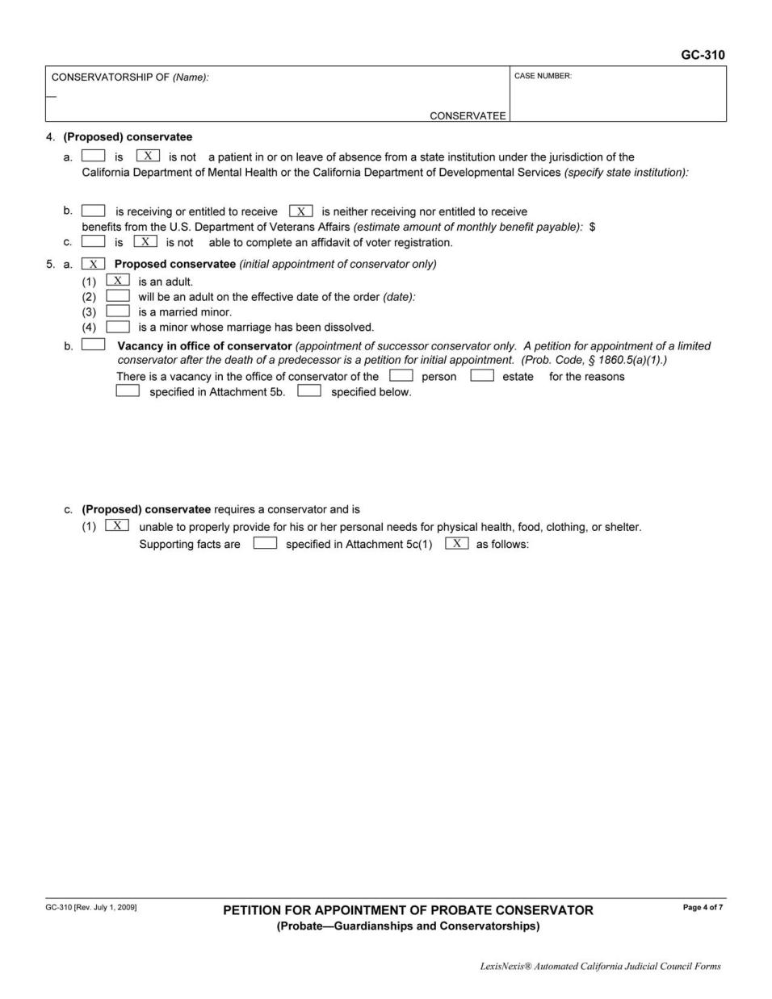 GC-310
CONSERVATORSHIP OF (Name):
CASE NUMBER:
—
CONSERVATEE
4. (Proposed) conservatee
a. is X is not a patient in or on leave of absence from a state institution under the jurisdiction of the
California Department of Mental Health or the California Department of Developmental Services (specify state institution):
b. is receiving or entitled to receive X is neither receiving nor entitled to receive
benefits from the U.S. Department of Veterans Affairs (estimate amount of monthly benefit payable): $
c. is X is not able to complete an affidavit of voter registration.
5. a. X Proposed conservatee (initial appointment of conservator only)
(1) X is an adult.
(2) will be an adult on the effective date of the order (date):
(3) is a married minor.
(4) is a minor whose marriage has been dissolved.
b. Vacancy in office of conservator (appointment of successor conservator only. A petition for appointment of a limited
conservator after the death of a predecessor is a petition for initial appointment. (Prob. Code, § 1860.5(a)(1).)
There is a vacancy in the office of conservator of the person estate for the reasons
specified in Attachment 5b. specified below.
c. (Proposed) conservatee requires a conservator and is
(1) X unable to properly provide for his or her personal needs for physical health, food, clothing, or shelter.
Supporting facts are specified in Attachment 5c(1) X as follows:
GC-310 [Rev. July 1, 2009]
PETITION FOR APPOINTMENT OF PROBATE CONSERVATOR
Page 4 of 7
(Probate—Guardianships and Conservatorships)
LexisNexis® Automated California Judicial Council Forms